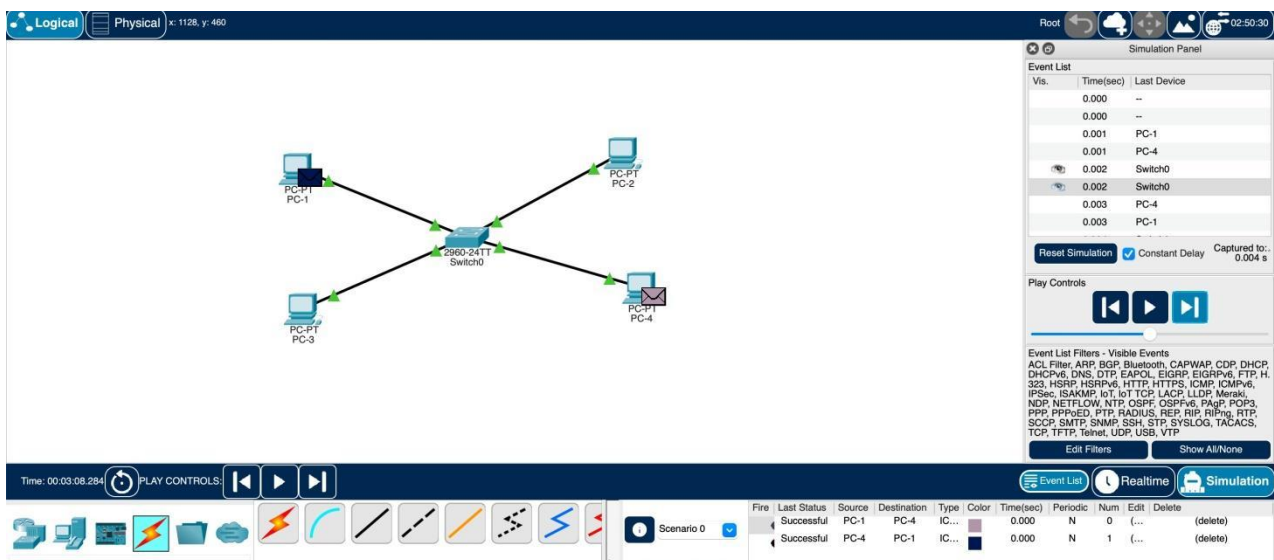 Logical Physical x: 1128, y: 460 Root 02:50:30
Simulation Panel
Event List
Vis. Time(sec) Last Device
0.000 --
0.000 --
0.001 PC-1
0.001 PC-4
0.002 Switch0
0.002 Switch0
0.003 PC-4
0.003 PC-1
Reset Simulation Constant Delay Captured to:.
0.004 s
Play Controls
Event List Filters - Visible Events
ACL Filter, ARP, BGP, Bluetooth, CAPWAP, CDP, DHCP,
DHCPv6, DNS, DTP, EAPOL, EIGRP, EIGRPv6, FTP, H.
323, HSRP, HSRPv6, HTTP, HTTPS, ICMP, ICMPv6,
IPSec, ISAKMP, IoT, IoT TCP, LACP, LLDP, Meraki,
NDP, NETFLOW, NTP, OSPF, OSPFv6, PAgP, POP3,
PPP, PPPoED, PTP, RADIUS, REP, RIP, RIPng, RTP,
SCCP, SMTP, SNMP, SSH, STP, SYSLOG, TACACS,
TCP, TFTP, Telnet, UDP, USB, VTP
Edit Filters Show All/None
PC-PT
PC-1
PC-PT
PC-2
2960-24TT
Switch0
PC-PT
PC-3
PC-PT
PC-4
Time: 00:03:08.284 PLAY CONTROLS: Event List Realtime Simulation
Scenario 0
Fire Last Status Source Destination Type Color Time(sec) Periodic Num Edit Delete
Successful PC-1 PC-4 IC... 0.000 N 0 (... (delete)
Successful PC-4 PC-1 IC... 0.000 N 1 (... (delete)